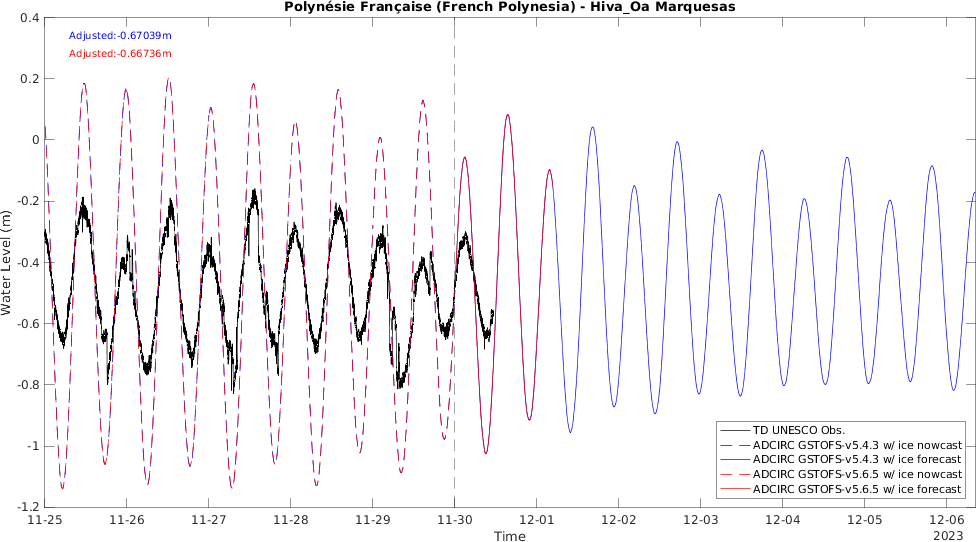 Polynésie Française (French Polynesia) - Hiva_Oa Marquesas
Adjusted:-0.67039m
Adjusted:-0.66736m
0.4
0.2
0
-0.2
-0.4
-0.6
-0.8
-1
-1.2
Water Level (m)
TD UNESCO Obs.
ADCIRC GSTOFS-v5.4.3 w/ ice nowcast
ADCIRC GSTOFS-v5.4.3 w/ ice forecast
ADCIRC GSTOFS-v5.6.5 w/ ice nowcast
ADCIRC GSTOFS-v5.6.5 w/ ice forecast
11-25 11-26 11-27 11-28 11-29 11-30 12-01 12-02 12-03 12-04 12-05 12-06
2023
Time